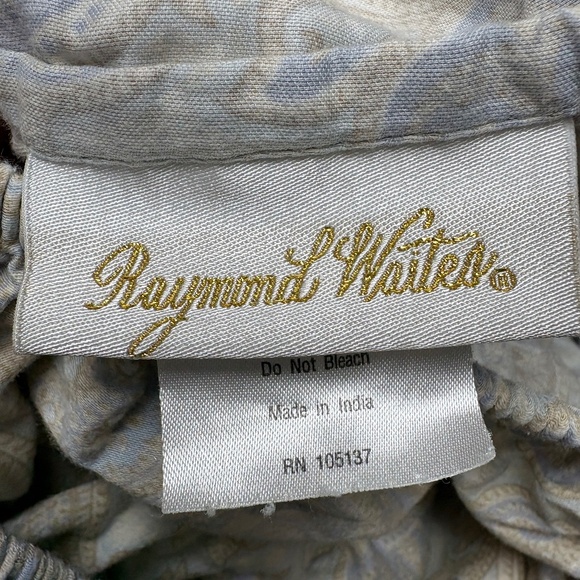 Raymond Waites®
Do Not Bleach
Made in India
RN 105137